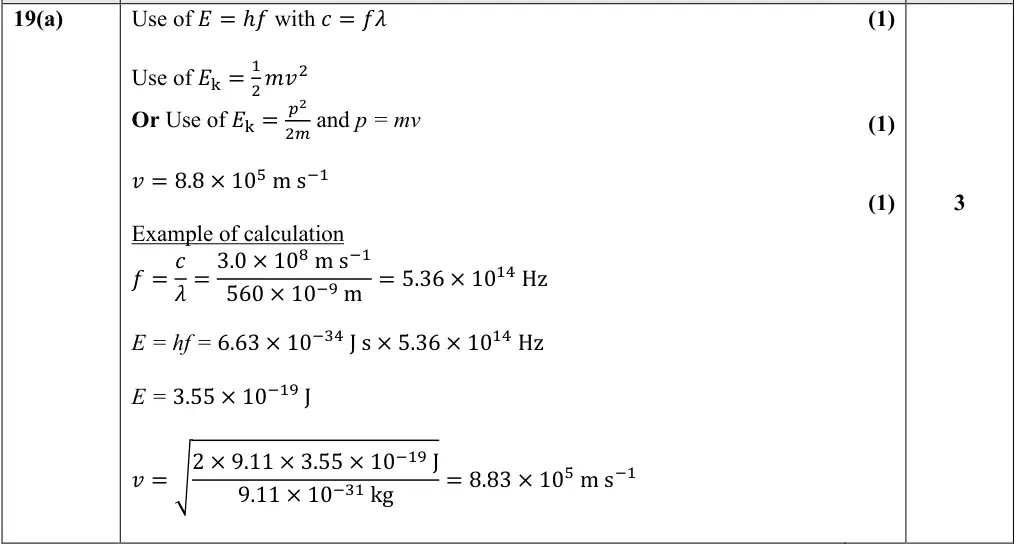 19(a) Use of E = hf with c = fλ (1)
Use of Eₖ = ½mv²
Or Use of Eₖ = p²/2m and p = mv (1)
v = 8.8 × 10⁵ m s⁻¹
(1) 3
Example of calculation
f = c/λ = (3.0 × 10⁸ m s⁻¹)/(560 × 10⁻⁹ m) = 5.36 × 10¹⁴ Hz
E = hf = 6.63 × 10⁻³⁴ J s × 5.36 × 10¹⁴ Hz
E = 3.55 × 10⁻¹⁹ J
v = √((2 × 9.11 × 3.55 × 10⁻¹⁹ J)/(9.11 × 10⁻³¹ kg)) = 8.83 × 10⁵ m s⁻¹